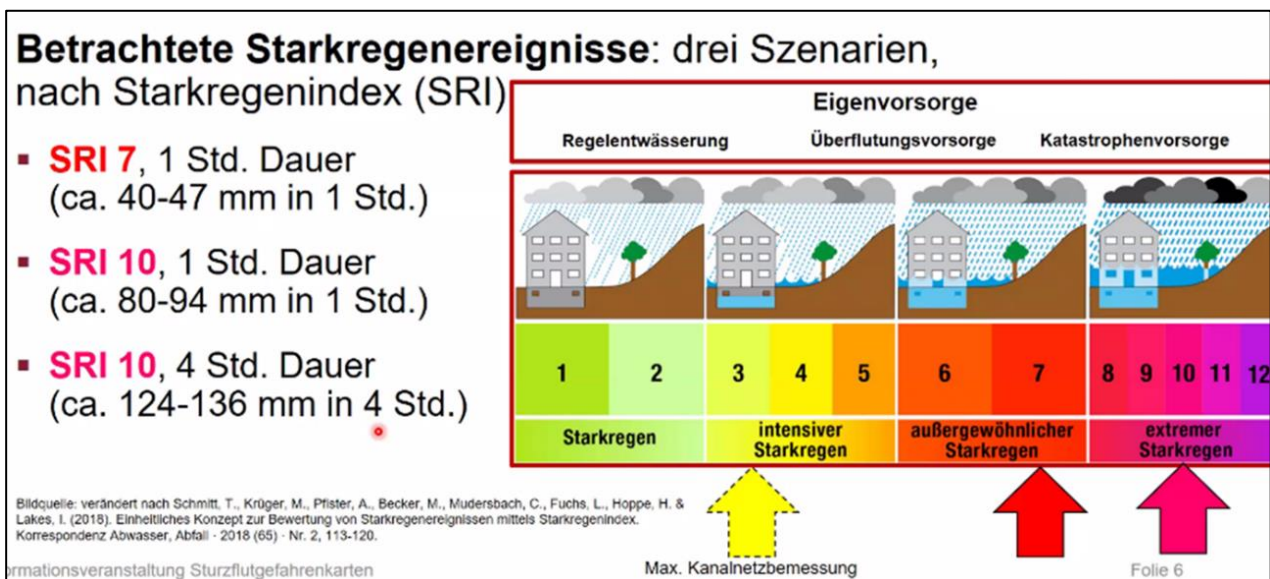 Betrachtete Starkregenereignisse: drei Szenarien,
nach Starkregenindex (SRI)
▪ SRI 7, 1 Std. Dauer
(ca. 40-47 mm in 1 Std.)
▪ SRI 10, 1 Std. Dauer
(ca. 80-94 mm in 1 Std.)
▪ SRI 10, 4 Std. Dauer
(ca. 124-136 mm in 4 Std.)
Eigenvorsorge
Regelentwässerung Überflutungsvorsorge Katastrophenvorsorge
1 2 3 4 5 6 7 8 9 10 11 12
Starkregen
intensiver
Starkregen
außergewöhnlicher
Starkregen
extremer
Starkregen
Bildquelle: verändert nach Schmitt, T., Krüger, M., Pfister, A., Becker, M., Mudersbach, C., Fuchs, L., Hoppe, H. &
Lakes, I. (2018). Einheitliches Konzept zur Bewertung von Starkregenereignissen mittels Starkregenindex.
Korrespondenz Abwasser, Abfall · 2018 (65) · Nr. 2, 113-120.
Max. Kanalnetzbemessung
ormationsveranstaltung Sturzflutgefahrenkarten
Folie 6